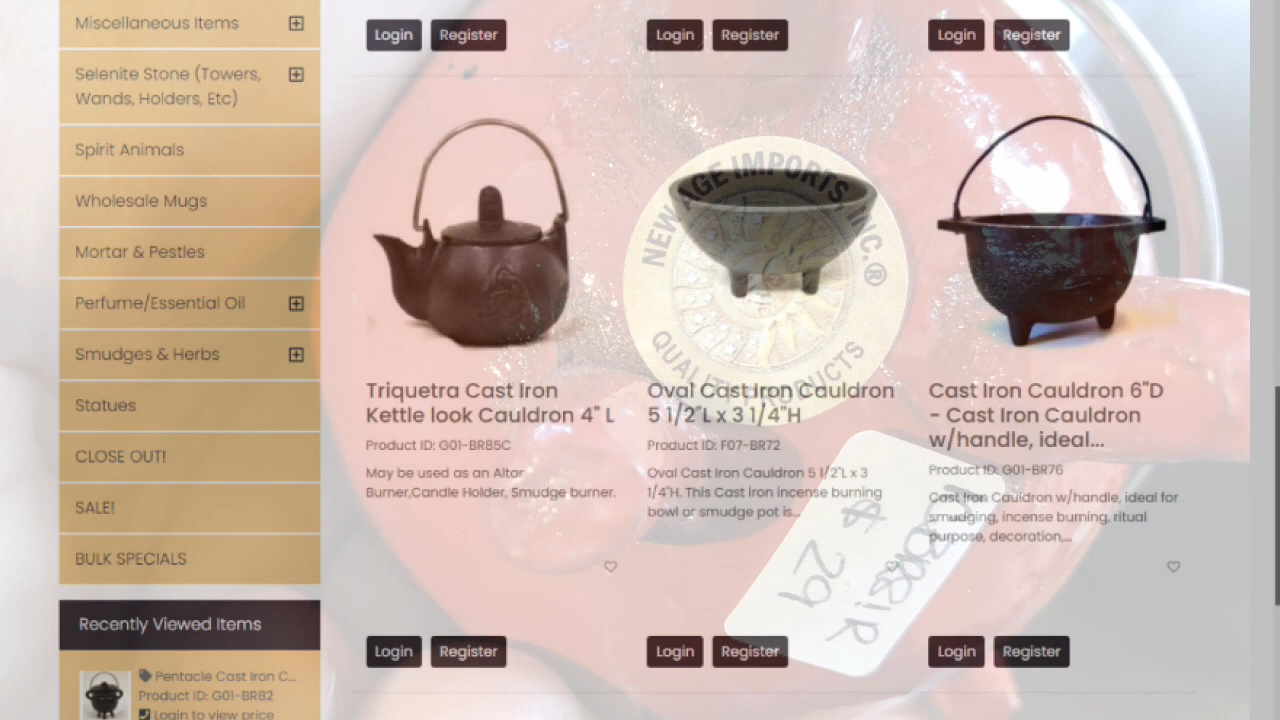 Miscellaneous Items
Selenite Stone (Towers,
Wands, Holders, Etc)
Spirit Animals
Wholesale Mugs
Mortar & Pestles
Perfume/Essential Oil
Smudges & Herbs
Statues
CLOSE OUT!
SALE!
BULK SPECIALS
Recently Viewed Items
Pentacle Cast Iron C...
Product ID: G01-BR82
Login to view price
Login Register
Login Register
Login Register
Triquetra Cast Iron
Kettle look Cauldron 4" L
Product ID: G01-BR85C
May be used as an Altar
Burner,Candle Holder, Smudge burner.
Oval Cast Iron Cauldron
5 1/2"L x 3 1/4"H
Product ID: F07-BR72
Oval Cast Iron Cauldron 5 1/2"L x 3
1/4"H. This Cast iron incense burning
bowl or smudge pot is...
Cast Iron Cauldron 6"D
- Cast Iron Cauldron
w/handle, ideal...
Product ID: G01-BR76
Cast Iron Cauldron w/handle, ideal for
smudging, incense burning, ritual
purpose, decoration,...
NEW AGE IMPORTS, INC.®
QUALITY PRODUCTS
$ 29
Login Register
Login Register
Login Register